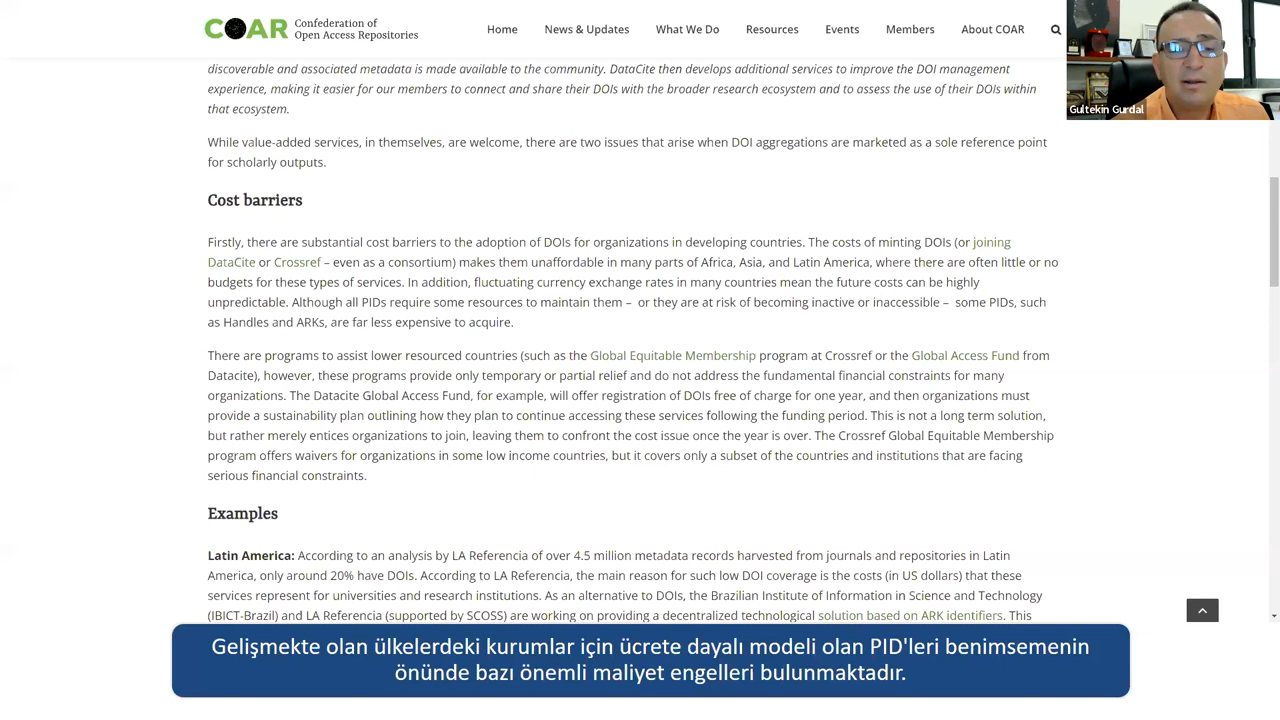 COAR Confederation of
Open Access Repositories
Home News & Updates What We Do Resources Events Members About COAR
Gultekin Gurdal
discoverable and associated metadata is made available to the community. DataCite then develops additional services to improve the DOI management
experience, making it easier for our members to connect and share their DOIs with the broader research ecosystem and to assess the use of their DOIs within
that ecosystem.
While value-added services, in themselves, are welcome, there are two issues that arise when DOI aggregations are marketed as a sole reference point
for scholarly outputs.
Cost barriers
Firstly, there are substantial cost barriers to the adoption of DOIs for organizations in developing countries. The costs of minting DOIs (or joining
DataCite or Crossref – even as a consortium) makes them unaffordable in many parts of Africa, Asia, and Latin America, where there are often little or no
budgets for these types of services. In addition, fluctuating currency exchange rates in many countries mean the future costs can be highly
unpredictable. Although all PIDs require some resources to maintain them – or they are at risk of becoming inactive or inaccessible – some PIDs, such
as Handles and ARKs, are far less expensive to acquire.
There are programs to assist lower resourced countries (such as the Global Equitable Membership program at Crossref or the Global Access Fund from
Datacite), however, these programs provide only temporary or partial relief and do not address the fundamental financial constraints for many
organizations. The Datacite Global Access Fund, for example, will offer registration of DOIs free of charge for one year, and then organizations must
provide a sustainability plan outlining how they plan to continue accessing these services following the funding period. This is not a long term solution,
but rather merely entices organizations to join, leaving them to confront the cost issue once the year is over. The Crossref Global Equitable Membership
program offers waivers for organizations in some low income countries, but it covers only a subset of the countries and institutions that are facing
serious financial constraints.
Examples
Latin America: According to an analysis by LA Referencia of over 4.5 million metadata records harvested from journals and repositories in Latin
America, only around 20% have DOIs. According to LA Referencia, the main reason for such low DOI coverage is the costs (in US dollars) that these
services represent for universities and research institutions. As an alternative to DOIs, the Brazilian Institute of Information in Science and Technology
(IBICT-Brazil) and LA Referencia (supported by SCOSS) are working on providing a decentralized technological solution based on ARK identifiers. This
Gelişmekte olan ülkelerdeki kurumlar için ücrete dayalı modeli olan PID'leri benimsemenin
önünde bazı önemli maliyet engelleri bulunmaktadır.